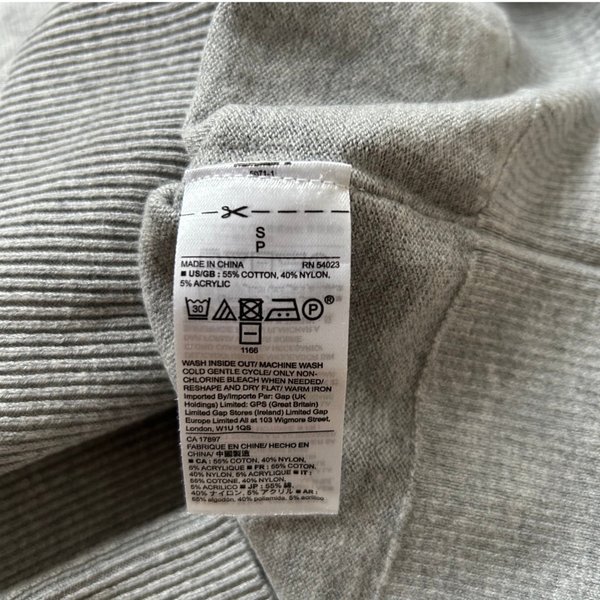 5971-1
S
P
MADE IN CHINA RN 54023
■ US/GB : 55% COTTON, 40% NYLON,
5% ACRYLIC
30 P ®
1166
WASH INSIDE OUT/ MACHINE WASH
COLD GENTLE CYCLE/ ONLY NON-
CHLORINE BLEACH WHEN NEEDED/
RESHAPE AND DRY FLAT/ WARM IRON
Imported By/Importe Par: Gap (UK
Holdings) Limited: GPS (Great Britain)
Limited Gap Stores (Ireland) Limited Gap
Europe Limited All at 103 Wigmore Street,
London, W1U 1QS
CA 17897
FABRIQUE EN CHINE/ HECHO EN
CHINA/ 中國製造
■ CA : 55% COTON, 40% NYLON,
5% ACRYLIQUE ■ FR : 55% COTON,
40% NYLON, 5% ACRYLIQUE ■ IT :
55% COTONE, 40% NYLON,
5% ACRILICO ■ JP : 55% 綿,
40% ナイロン, 5% アクリル ■ AR :
55% algodón, 40% poliamida, 5% acrílico